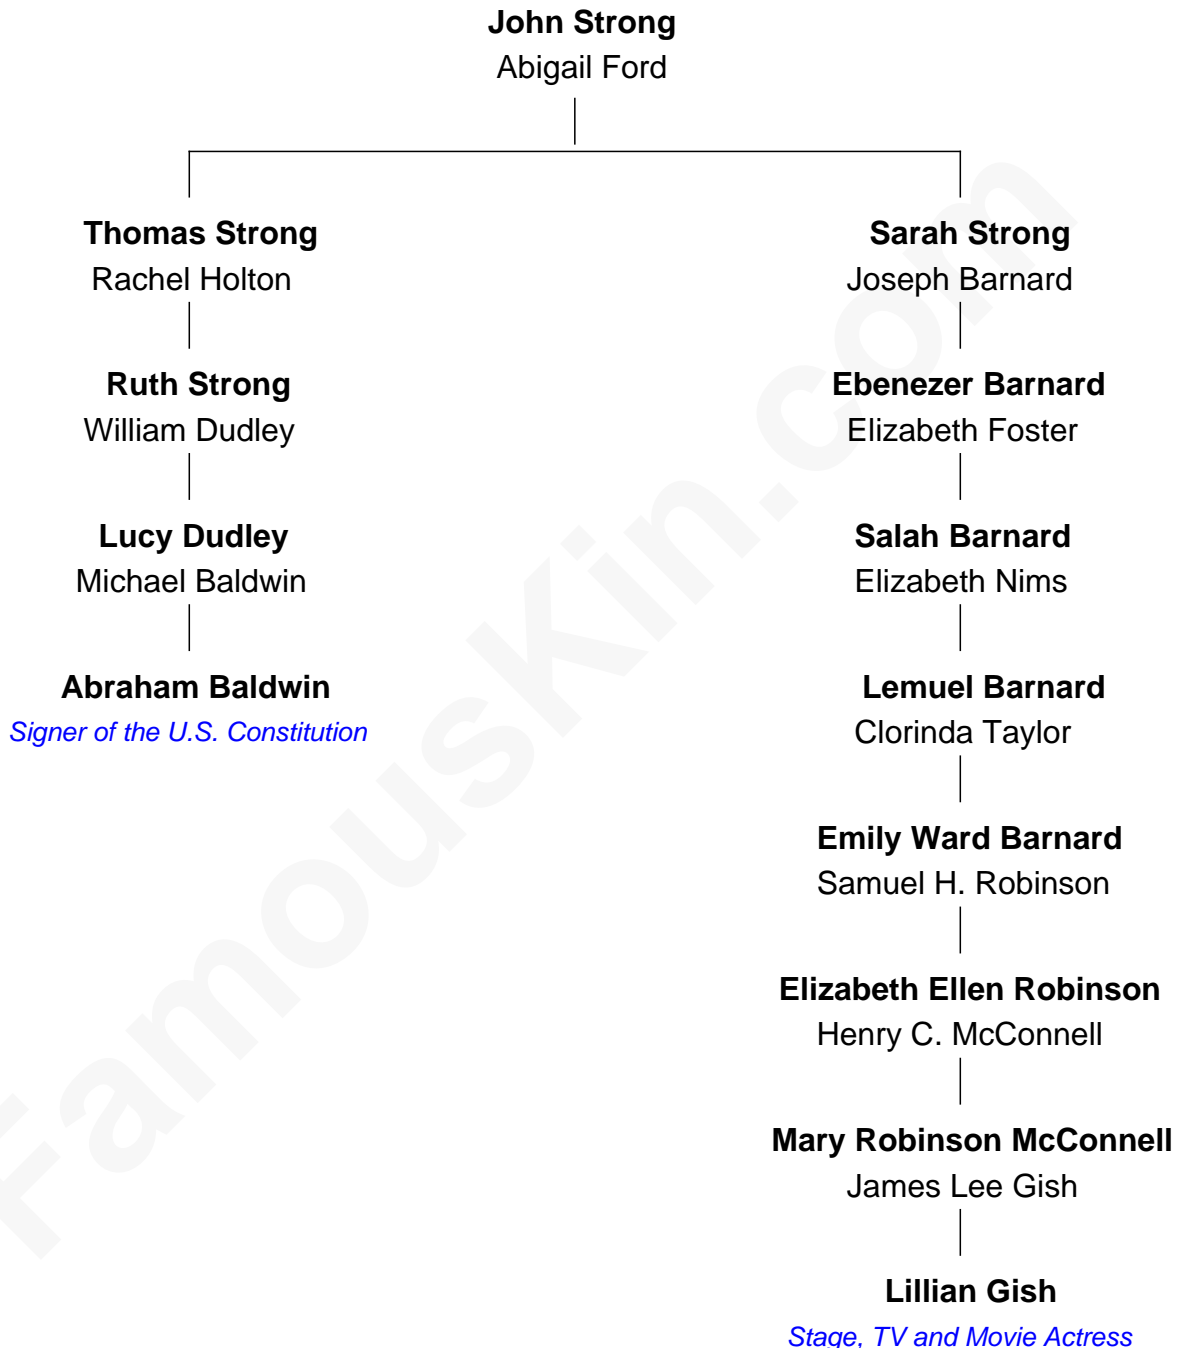 John Strong
Abigail Ford
Thomas Strong
Rachel Holton
Ruth Strong
William Dudley
Lucy Dudley
Michael Baldwin
Abraham Baldwin
Signer of the U.S. Constitution
Sarah Strong
Joseph Barnard
Ebenezer Barnard
Elizabeth Foster
Salah Barnard
Elizabeth Nims
Lemuel Barnard
Clorinda Taylor
Emily Ward Barnard
Samuel H. Robinson
Elizabeth Ellen Robinson
Henry C. McConnell
Mary Robinson McConnell
James Lee Gish
Lillian Gish
Stage, TV and Movie Actress
FamousKin.com